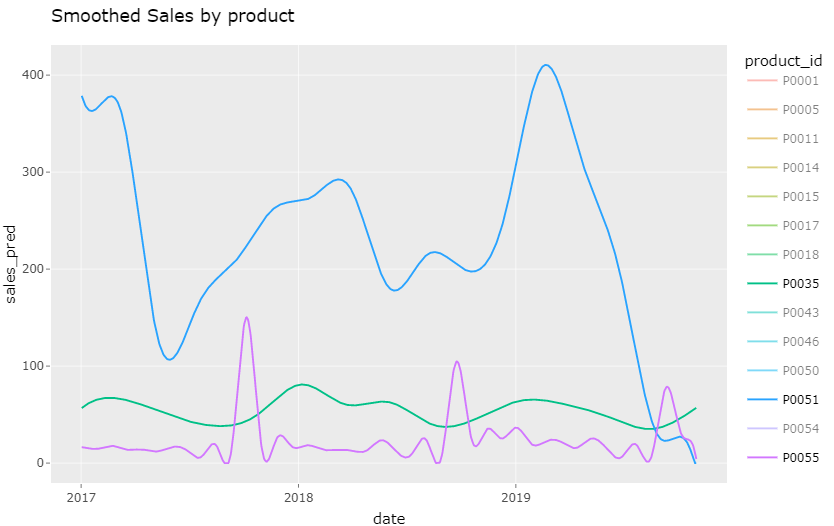 Smoothed Sales by product
product_id
P0001
P0005
P0011
P0014
P0015
P0017
P0018
P0035
P0043
P0046
P0050
P0051
P0054
P0055
sales_pred
400
300
200
100
0
2017 2018 2019
date